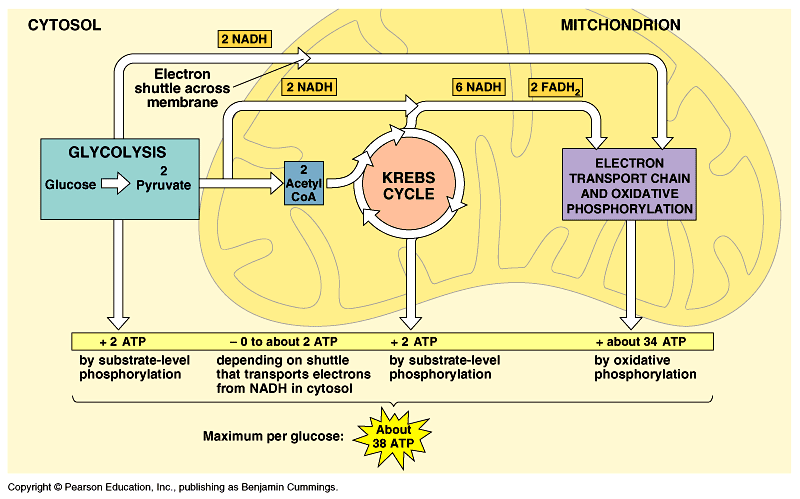 CYTOSOL
MITCHONDRION
2 NADH
Electron
shuttle across
membrane
2 NADH
6 NADH
2 FADH₂
GLYCOLYSIS
2
Glucose
Pyruvate
2
Acetyl
CoA
KREBS
CYCLE
ELECTRON
TRANSPORT CHAIN
AND OXIDATIVE
PHOSPHORYLATION
+ 2 ATP
by substrate-level
phosphorylation
– 0 to about 2 ATP
depending on shuttle
that transports electrons
from NADH in cytosol
+ 2 ATP
by substrate-level
phosphorylation
+ about 34 ATP
by oxidative
phosphorylation
Maximum per glucose:
About
38 ATP
Copyright © Pearson Education, Inc., publishing as Benjamin Cummings.